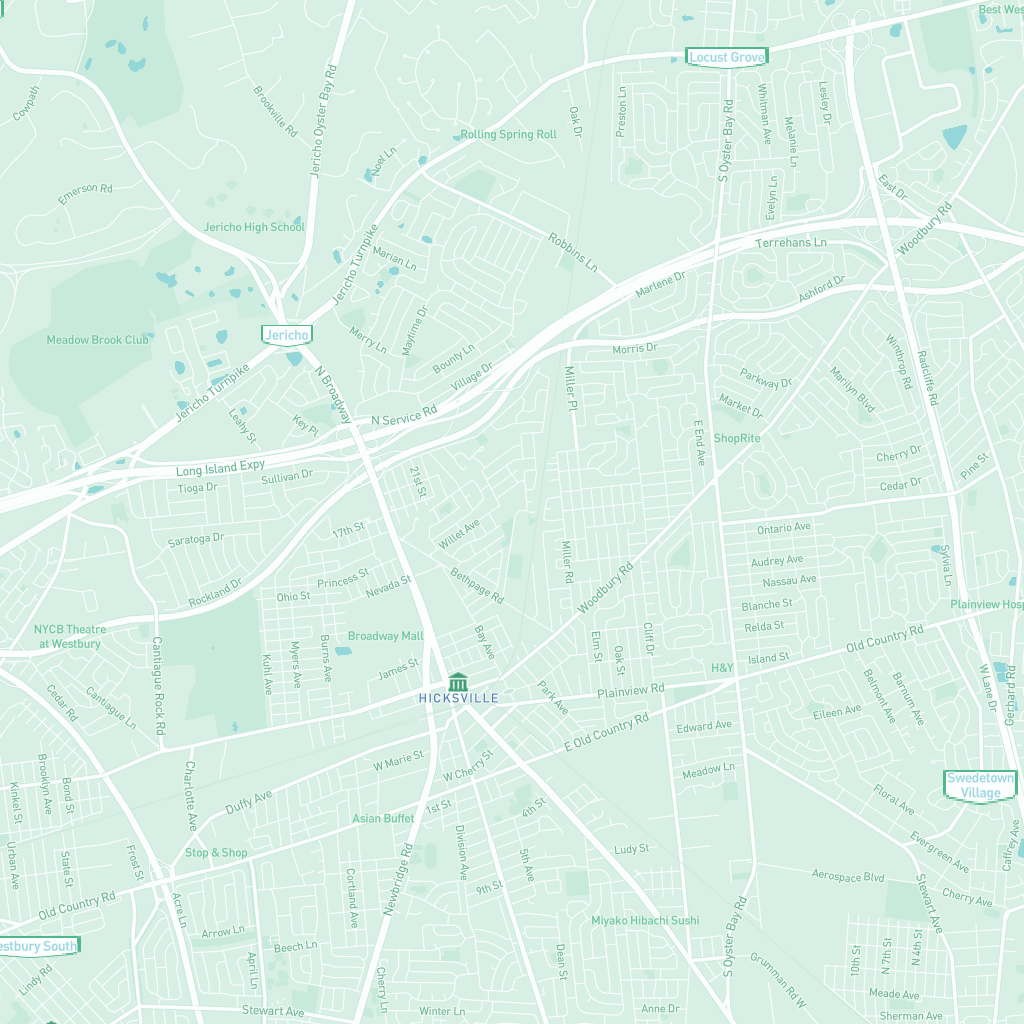 Best Wes
Locust Grove
Cowpath
Brookville Rd
Jericho Oyster Bay Rd
Noel Ln
Rolling Spring Roll
Oak Dr
Preston Ln
S Oyster Bay Rd
Whitman Ave
Melanie Ln
Lesley Dr
Emerson Rd
Jericho High School
Evelyn Ln
East Dr
Woodbury Rd
Jericho Turnpike
Marian Ln
Robbins Ln
Terrehans Ln
Marlene Dr
Ashford Dr
Meadow Brook Club
Jericho
Merry Ln
Maytime Dr
Bounty Ln
Village Dr
Morris Dr
Miller Pl
Parkway Dr
Market Dr
Marilyn Blvd
Winthrop Rd
Radcliffe Rd
Jericho Turnpike
N Broadway
Leahy St
Key Pl
N Service Rd
E End Ave
ShopRite
Long Island Expy
Tioga Dr
Sullivan Dr
21st St
Cherry Dr
Cedar Dr
Pine St
Saratoga Dr
17th St
Willet Ave
Ontario Ave
Miller Rd
Audrey Ave
Nassau Ave
Sylvia Ln
Rockland Dr
Princess St
Ohio St
Nevada St
Bethpage Rd
Woodbury Rd
Blanche St
Relda St
Plainview Hosp
NYCB Theatre
at Westbury
Cantiague Rock Rd
Broadway Mall
Bay Ave
Elm St
Oak St
Cliff Dr
Old Country Rd
Kuhl Ave
Myers Ave
Burns Ave
James St
H&Y
Island St
Cedar Rd
Cantiague Ln
HICKSVILLE
Park Ave
Plainview Rd
Belmont Ave
Barnum Ave
W Lane Dr
Gerhard Rd
Eileen Ave
E Old Country Rd
Edward Ave
W Marie St
W Cherry St
Meadow Ln
Swedetown
Village
Kinkel St
Brooklyn Ave
Bond St
Charlotte Ave
Duffy Ave
1st St
4th St
Floral Ave
Asian Buffet
Stop & Shop
Evergreen Ave
Caffrey Ave
Urban Ave
State St
Frost St
Cortland Ave
Newbridge Rd
Division Ave
5th Ave
9th St
Ludy St
Aerospace Blvd
Stewart Ave
Cherry Ave
Old Country Rd
Acre Ln
Arrow Ln
Beech Ln
Miyako Hibachi Sushi
S Oyster Bay Rd
Grumman Rd W
10th St
N 7th St
N 4th St
estbury South
Lindy Rd
April Ln
Stewart Ave
Cherry Ln
Winter Ln
Dean St
Anne Dr
Meade Ave
Sherman Ave